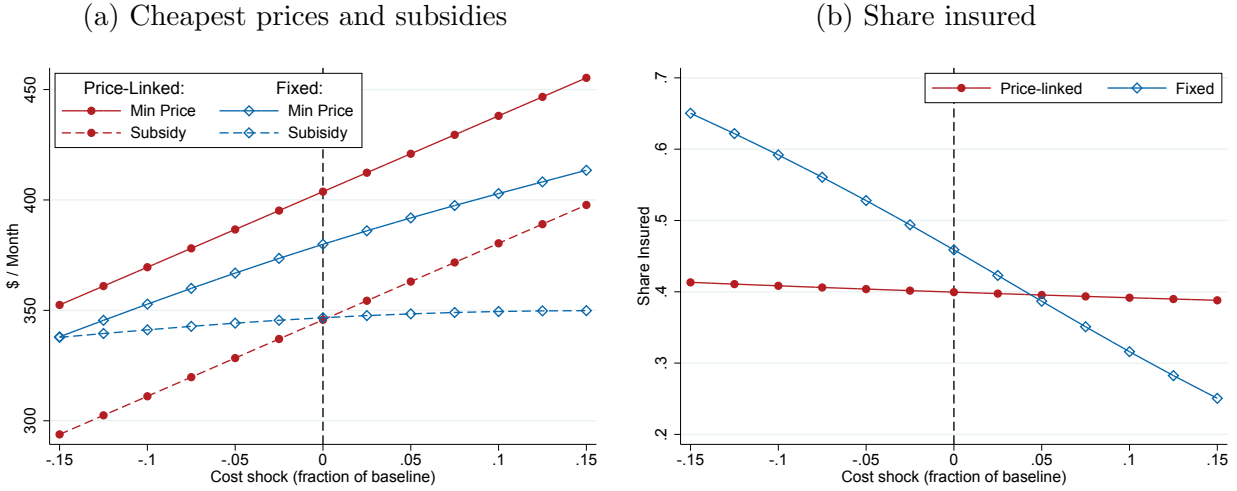 (a) Cheapest prices and subsidies
Price-Linked: Fixed:
Min Price Min Price
Subsidy Subisidy
$ / Month
450
400
350
300
-.15 -.1 -.05 0 .05 .1 .15
Cost shock (fraction of baseline)
(b) Share insured
Price-linked Fixed
Share Insured
.7
.6
.5
.4
.3
.2
-.15 -.1 -.05 0 .05 .1 .15
Cost shock (fraction of baseline)